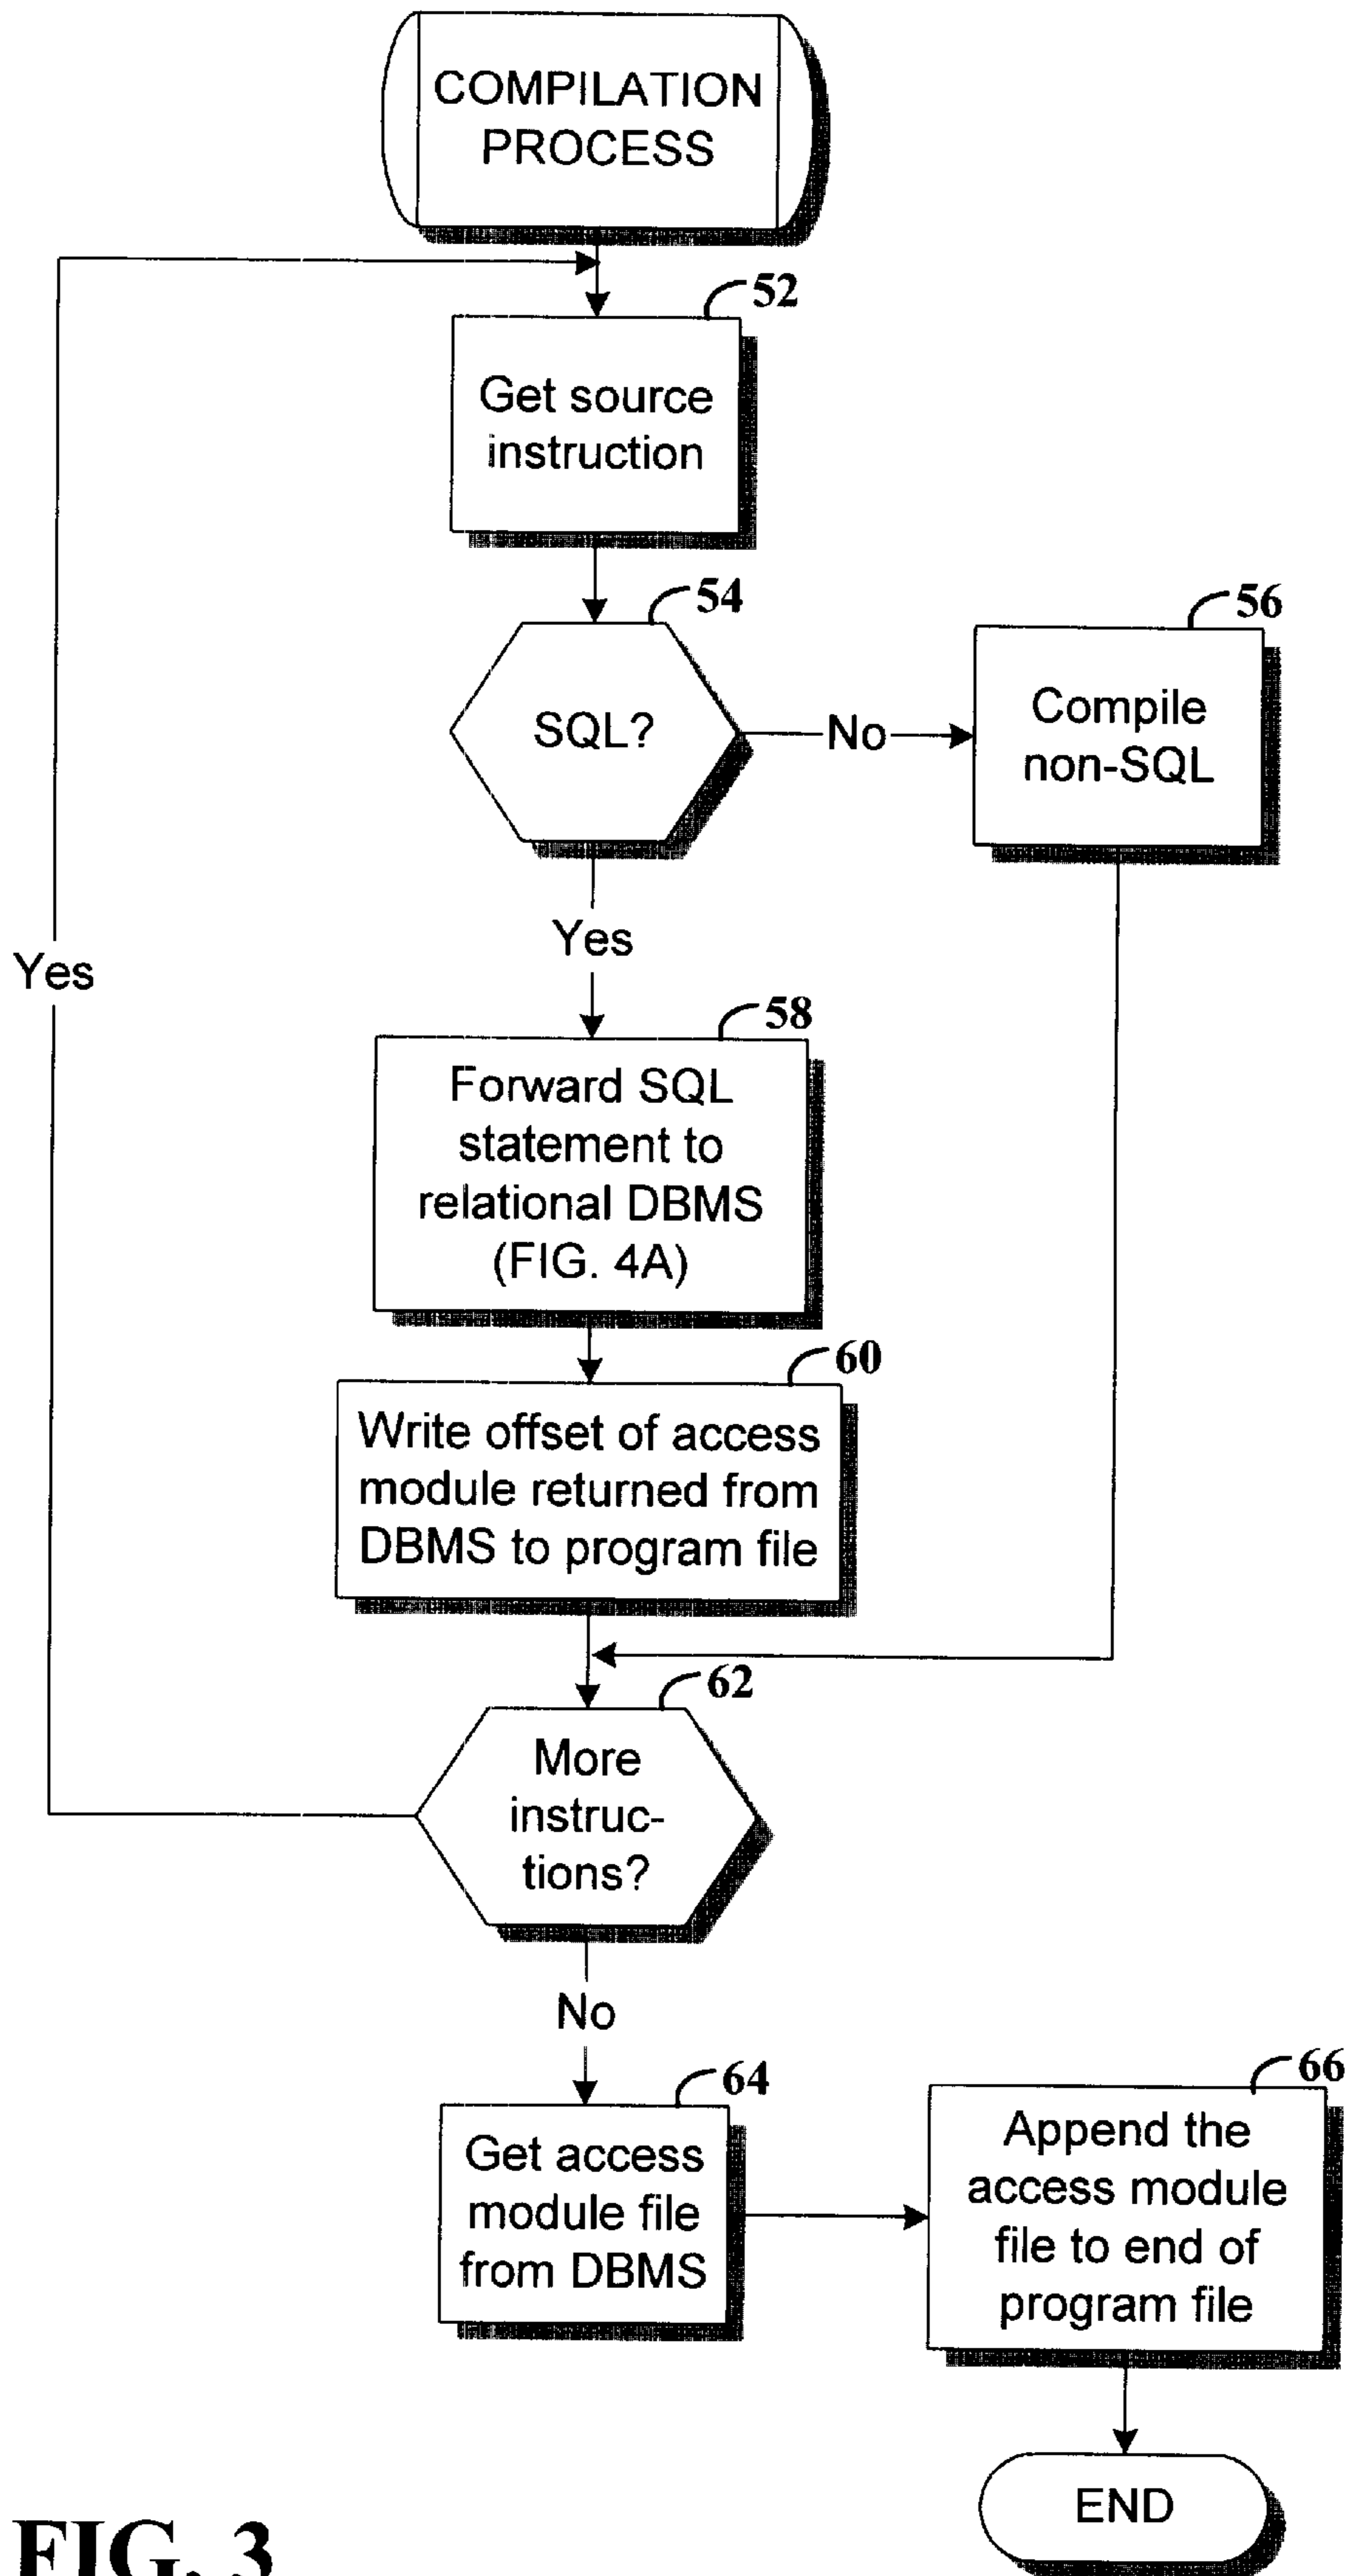 COMPILATION
PROCESS
52
Get source
instruction
54
SQL?
No
56
Compile
non-SQL
Yes
Yes
58
Forward SQL
statement to
relational DBMS
(FIG. 4A)
60
Write offset of access
module returned from
DBMS to program file
62
More
instruc-
tions?
No
64
Get access
module file
from DBMS
66
Append the
access module
file to end of
program file
END
FIG. 3